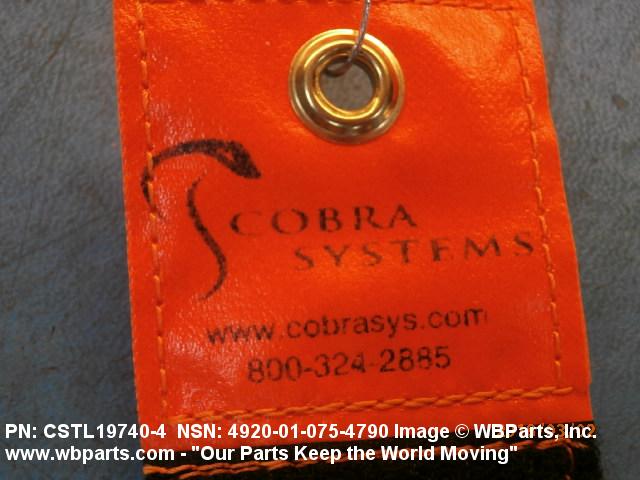 COBRA
SYSTEMS
www.cobrasys.com
800-324-2885
PN: CSTL19740-4 NSN: 4920-01-075-4790 Image © WBParts, Inc.
www.wbparts.com - "Our Parts Keep the World Moving"